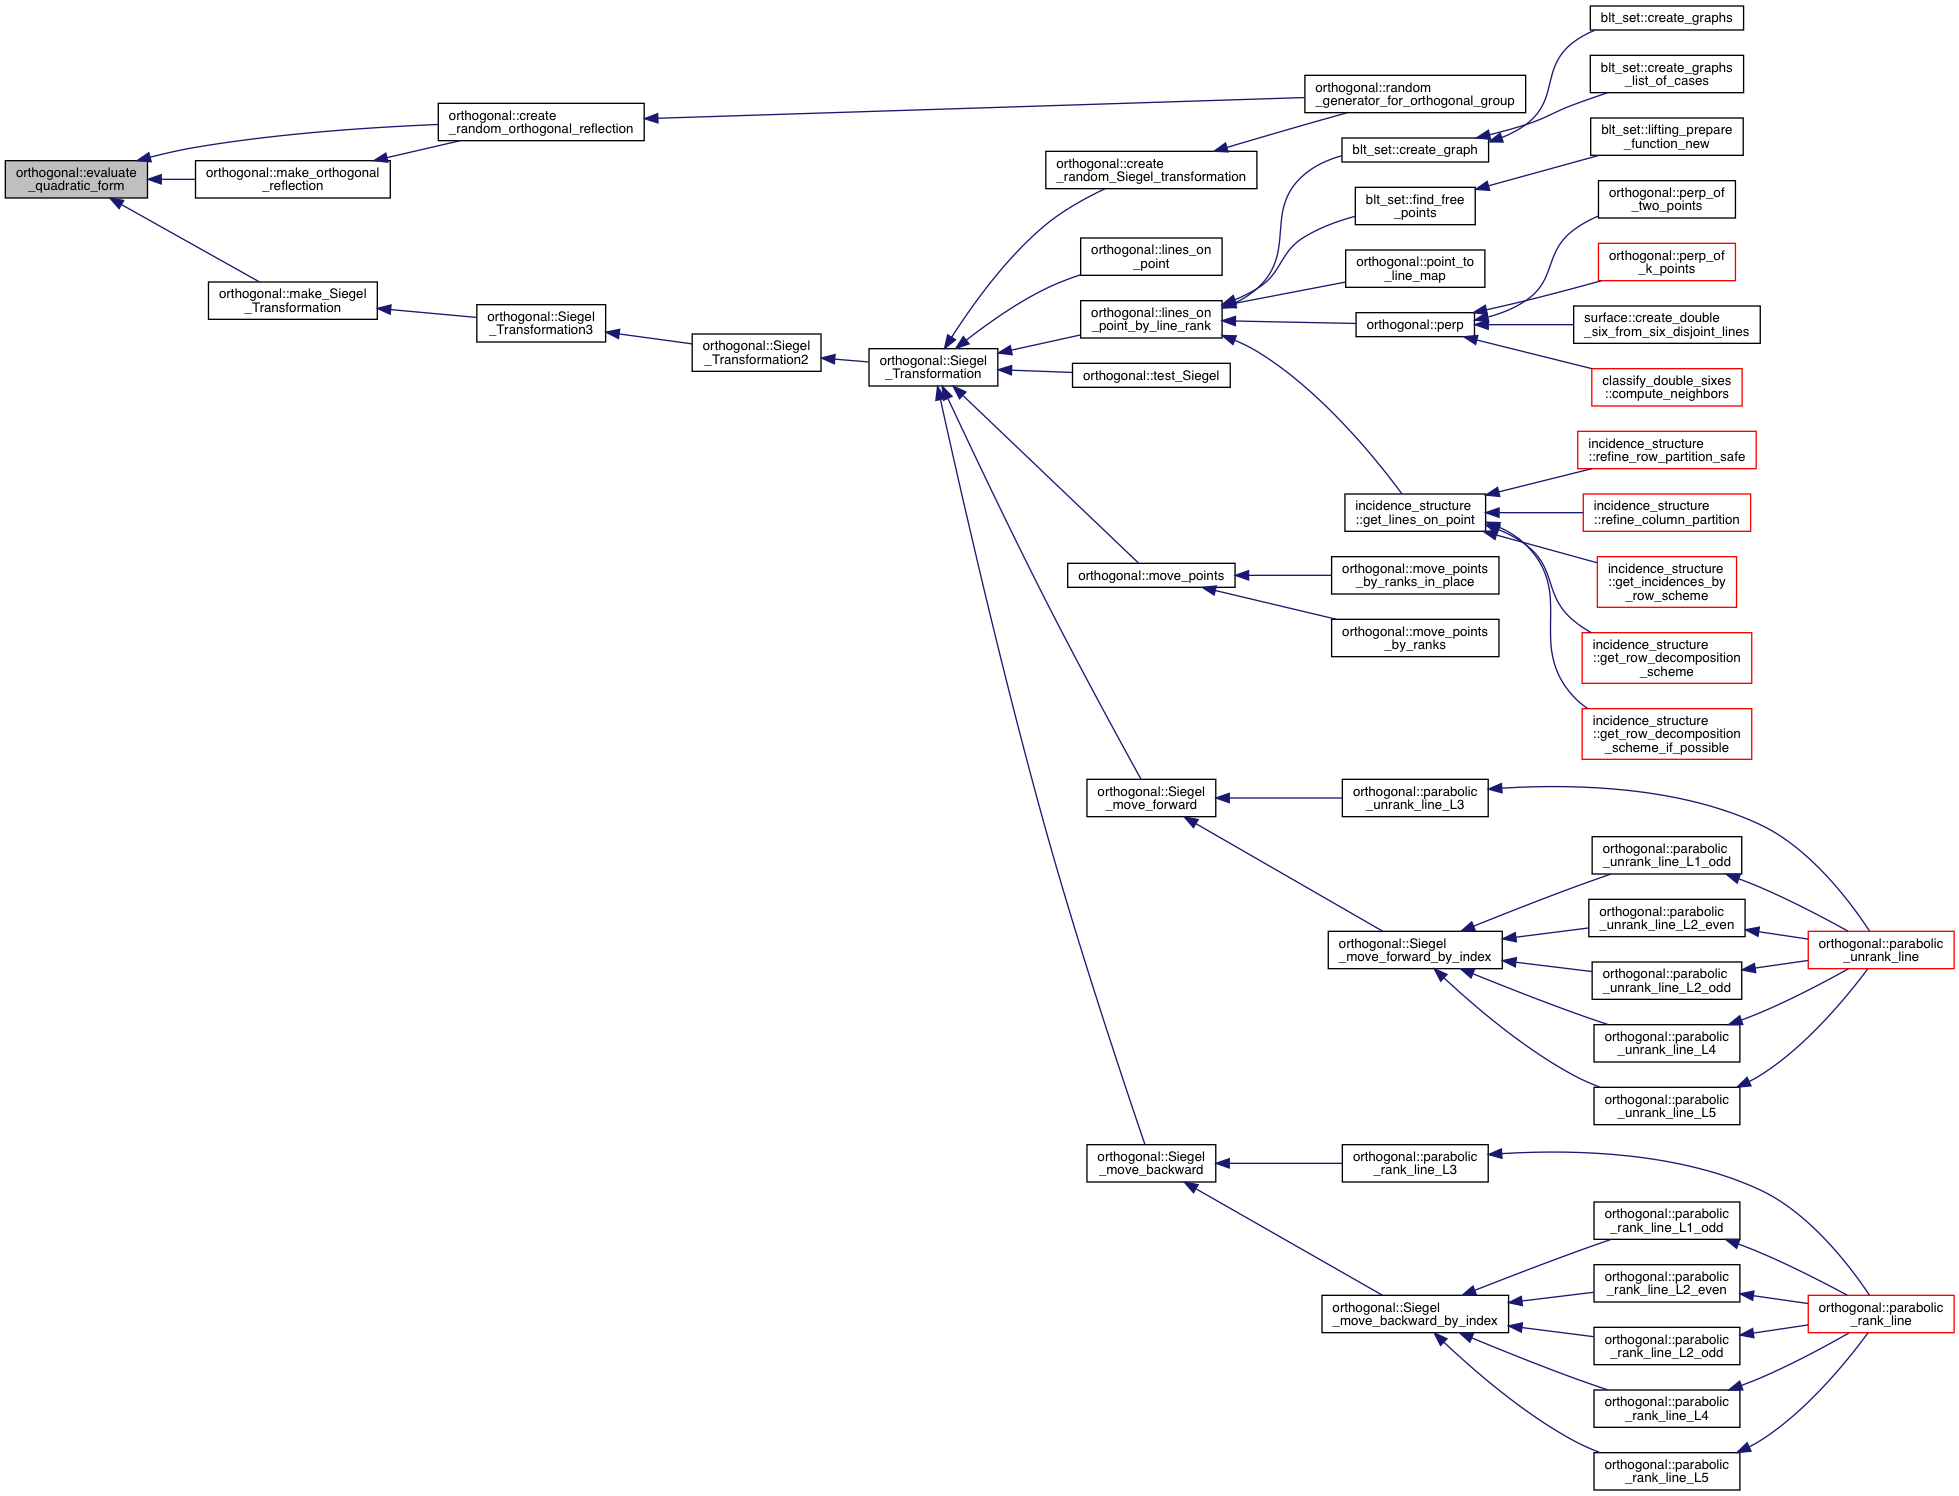 orthogonal::evaluate
_quadratic_form
orthogonal::create
_random_orthogonal_reflection
orthogonal::make_orthogonal
_reflection
orthogonal::make_Siegel
_Transformation
orthogonal::Siegel
_Transformation3
orthogonal::Siegel
_Transformation2
orthogonal::Siegel
_Transformation
orthogonal::random
_generator_for_orthogonal_group
orthogonal::create
_random_Siegel_transformation
orthogonal::lines_on
_point
orthogonal::lines_on
_point_by_line_rank
orthogonal::test_Siegel
blt_set::create_graph
blt_set::find_free
_points
orthogonal::point_to
_line_map
orthogonal::perp
blt_set::create_graphs
blt_set::create_graphs
_list_of_cases
blt_set::lifting_prepare
_function_new
orthogonal::perp_of
_two_points
orthogonal::perp_of
_k_points
surface::create_double
_six_from_six_disjoint_lines
classify_double_sixes
::compute_neighbors
incidence_structure
::get_lines_on_point
incidence_structure
::refine_row_partition_safe
incidence_structure
::refine_column_partition
incidence_structure
::get_incidences_by
_row_scheme
incidence_structure
::get_row_decomposition
_scheme
incidence_structure
::get_row_decomposition
_scheme_if_possible
orthogonal::move_points
orthogonal::move_points
_by_ranks_in_place
orthogonal::move_points
_by_ranks
orthogonal::Siegel
_move_forward
orthogonal::parabolic
_unrank_line_L3
orthogonal::Siegel
_move_forward_by_index
orthogonal::parabolic
_unrank_line_L1_odd
orthogonal::parabolic
_unrank_line_L2_even
orthogonal::parabolic
_unrank_line_L2_odd
orthogonal::parabolic
_unrank_line_L4
orthogonal::parabolic
_unrank_line_L5
orthogonal::parabolic
_unrank_line
orthogonal::Siegel
_move_backward
orthogonal::parabolic
_rank_line_L3
orthogonal::Siegel
_move_backward_by_index
orthogonal::parabolic
_rank_line_L1_odd
orthogonal::parabolic
_rank_line_L2_even
orthogonal::parabolic
_rank_line_L2_odd
orthogonal::parabolic
_rank_line_L4
orthogonal::parabolic
_rank_line_L5
orthogonal::parabolic
_rank_line